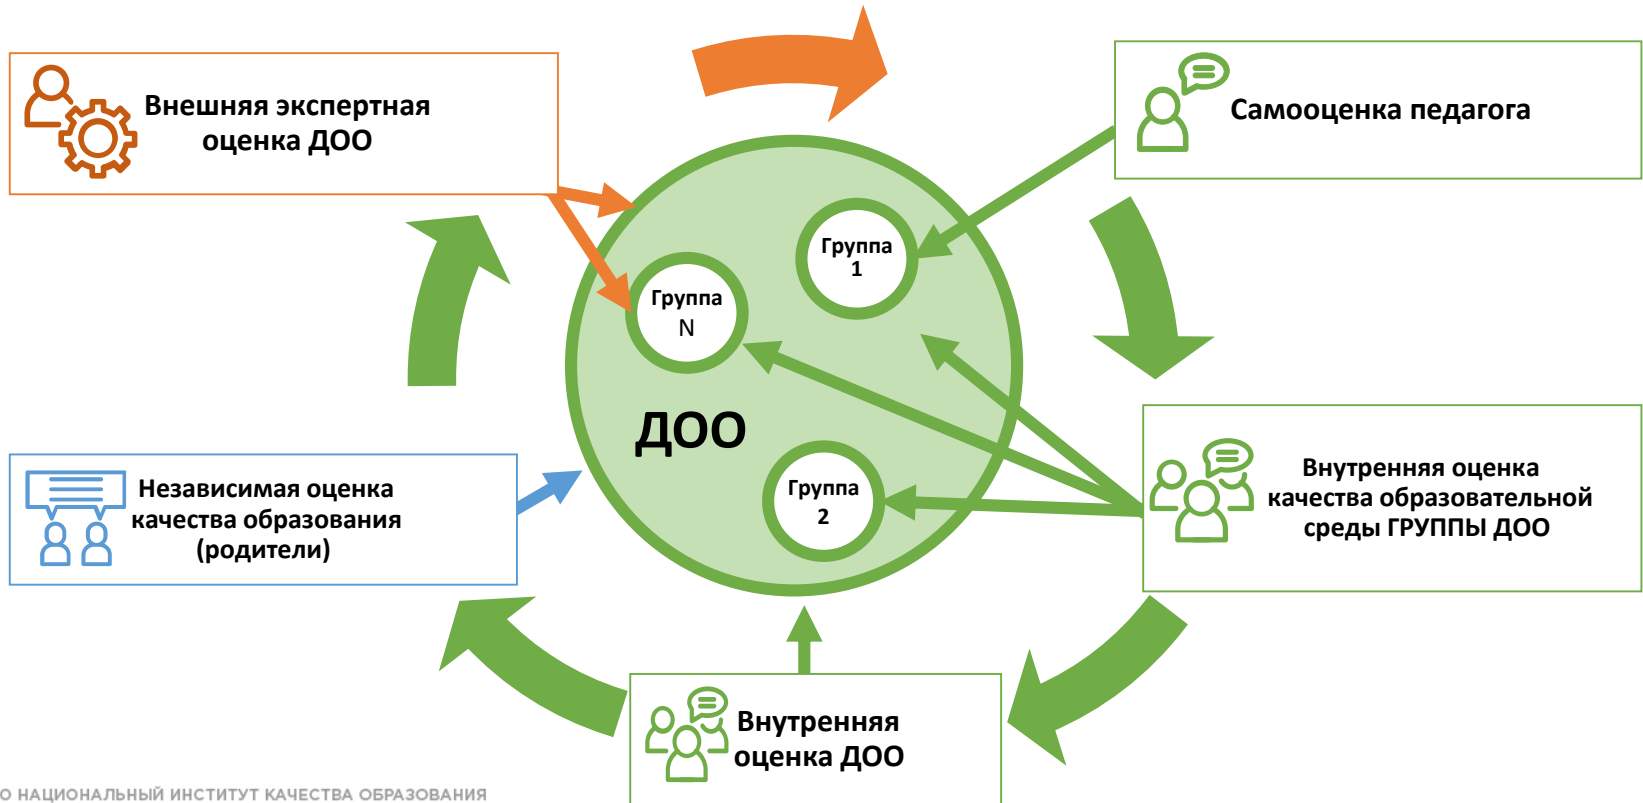 Внешняя экспертная
оценка ДОО
Самооценка педагога
Группа
1
Группа
N
ДОО
Группа
2
Независимая оценка
качества образования
(родители)
Внутренняя оценка
качества образовательной
среды ГРУППЫ ДОО
Внутренняя
оценка ДОО
О НАЦИОНАЛЬНЫЙ ИНСТИТУТ КАЧЕСТВА ОБРАЗОВАНИЯ